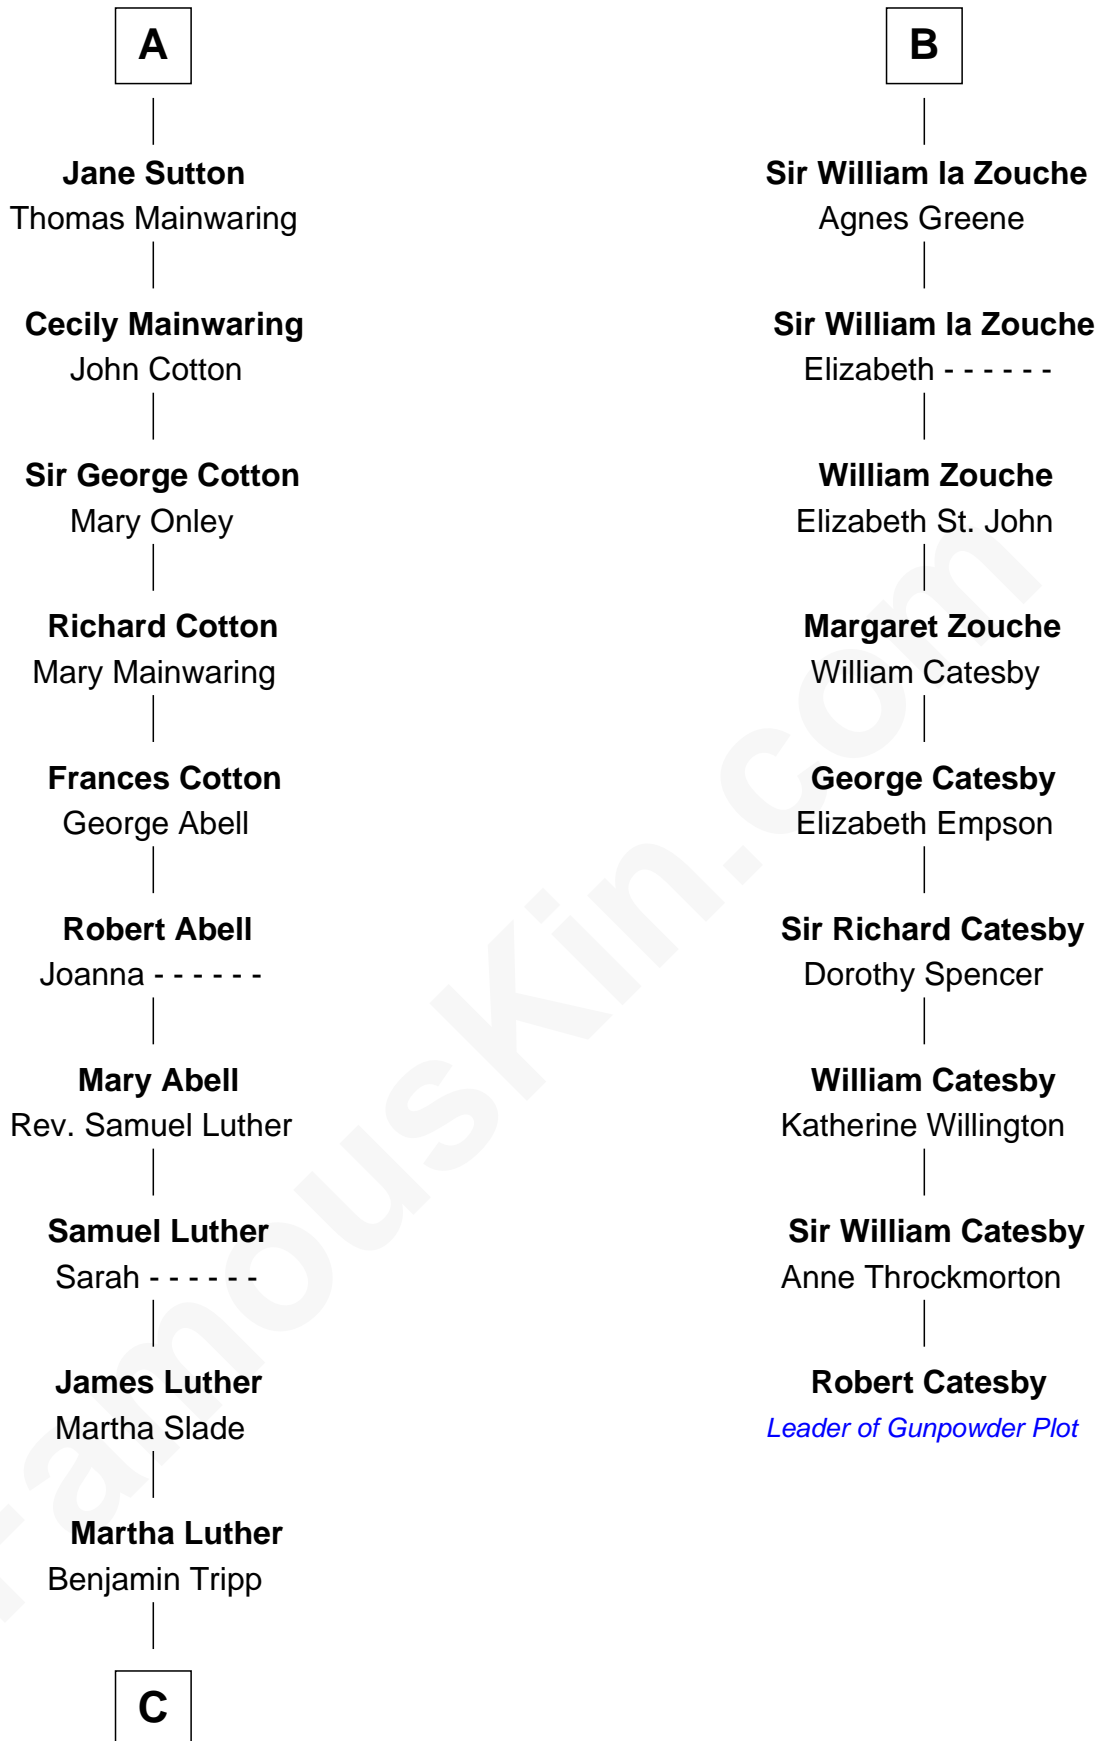 A
Jane Sutton
Thomas Mainwaring
Cecily Mainwaring
John Cotton
Sir George Cotton
Mary Onley
Richard Cotton
Mary Mainwaring
Frances Cotton
George Abell
Robert Abell
Joanna - - - - - -
Mary Abell
Rev. Samuel Luther
Samuel Luther
Sarah - - - - - -
James Luther
Martha Slade
Martha Luther
Benjamin Tripp
C
B
Sir William la Zouche
Agnes Greene
Sir William la Zouche
Elizabeth - - - - - -
William Zouche
Elizabeth St. John
Margaret Zouche
William Catesby
George Catesby
Elizabeth Empson
Sir Richard Catesby
Dorothy Spencer
William Catesby
Katherine Willington
Sir William Catesby
Anne Throckmorton
Robert Catesby
Leader of Gunpowder Plot
FamousKin.com